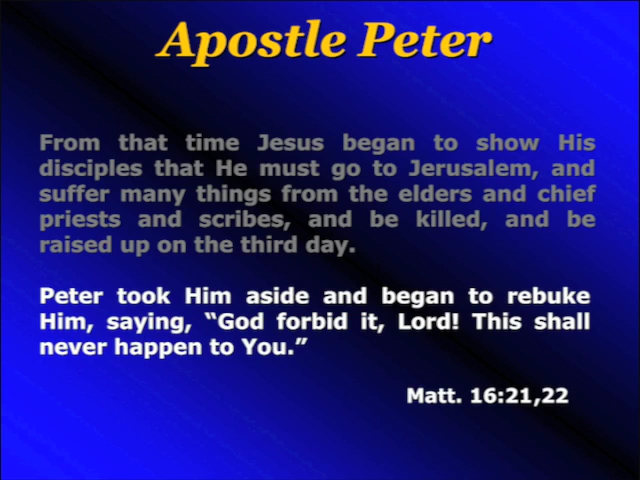 Apostle Peter
From that time Jesus began to show His
disciples that He must go to Jerusalem, and
suffer many things from the elders and chief
priests and scribes, and be killed, and be
raised up on the third day.
Peter took Him aside and began to rebuke
Him, saying, “God forbid it, Lord! This shall
never happen to You.”
Matt. 16:21,22